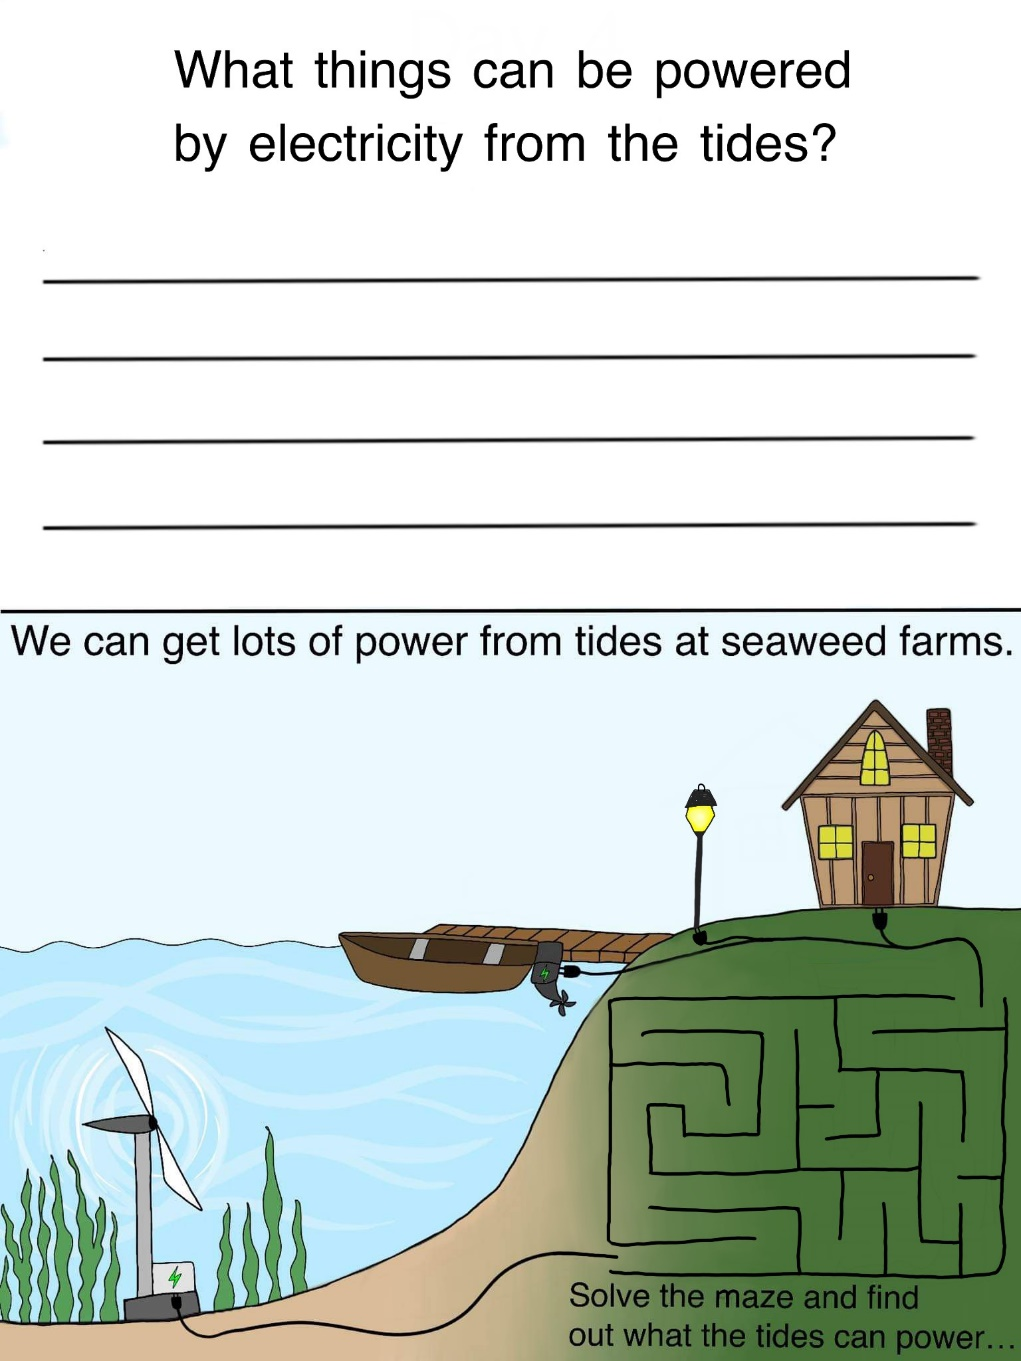 What things can be powered
by electricity from the tides?
We can get lots of power from tides at seaweed farms.
Solve the maze and find
out what the tides can power...